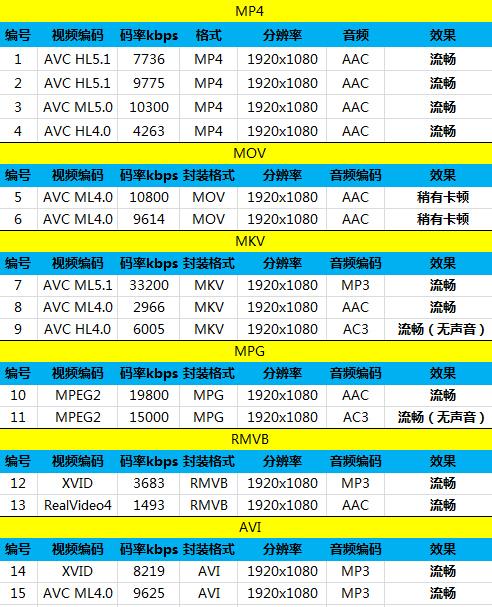 MP4
编号 视频编码 码率kbps 格式 分辨率 音频 效果
1 AVC HL5.1 7736 MP4 1920x1080 AAC 流畅
2 AVC HL5.1 9775 MP4 1920x1080 AAC 流畅
3 AVC ML5.0 10300 MP4 1920x1080 AAC 流畅
4 AVC HL4.0 4263 MP4 1920x1080 AAC 流畅
MOV
编号 视频编码 码率kbps 封装格式 分辨率 音频编码 效果
5 AVC ML4.0 10800 MOV 1920x1080 AAC 稍有卡顿
6 AVC ML4.0 9614 MOV 1920x1080 AAC 稍有卡顿
MKV
编号 视频编码 码率kbps 封装格式 分辨率 音频编码 效果
7 AVC ML5.1 33200 MKV 1920x1080 MP3 流畅
8 AVC ML4.0 2966 MKV 1920x1080 AAC 流畅
9 AVC HL4.0 6005 MKV 1920x1080 AC3 流畅（无声音）
MPG
编号 视频编码 码率kbps 封装格式 分辨率 音频编码 效果
10 MPEG2 19800 MPG 1920x1080 AAC 流畅
11 MPEG2 15000 MPG 1920x1080 AC3 流畅（无声音）
RMVB
编号 视频编码 码率kbps 封装格式 分辨率 音频编码 效果
12 XVID 3683 RMVB 1920x1080 MP3 流畅
13 RealVideo4 1493 RMVB 1920x1080 AAC 流畅
AVI
编号 视频编码 码率kbps 封装格式 分辨率 音频编码 效果
14 XVID 8219 AVI 1920x1080 MP3 流畅
15 AVC ML4.0 9625 AVI 1920x1080 MP3 流畅